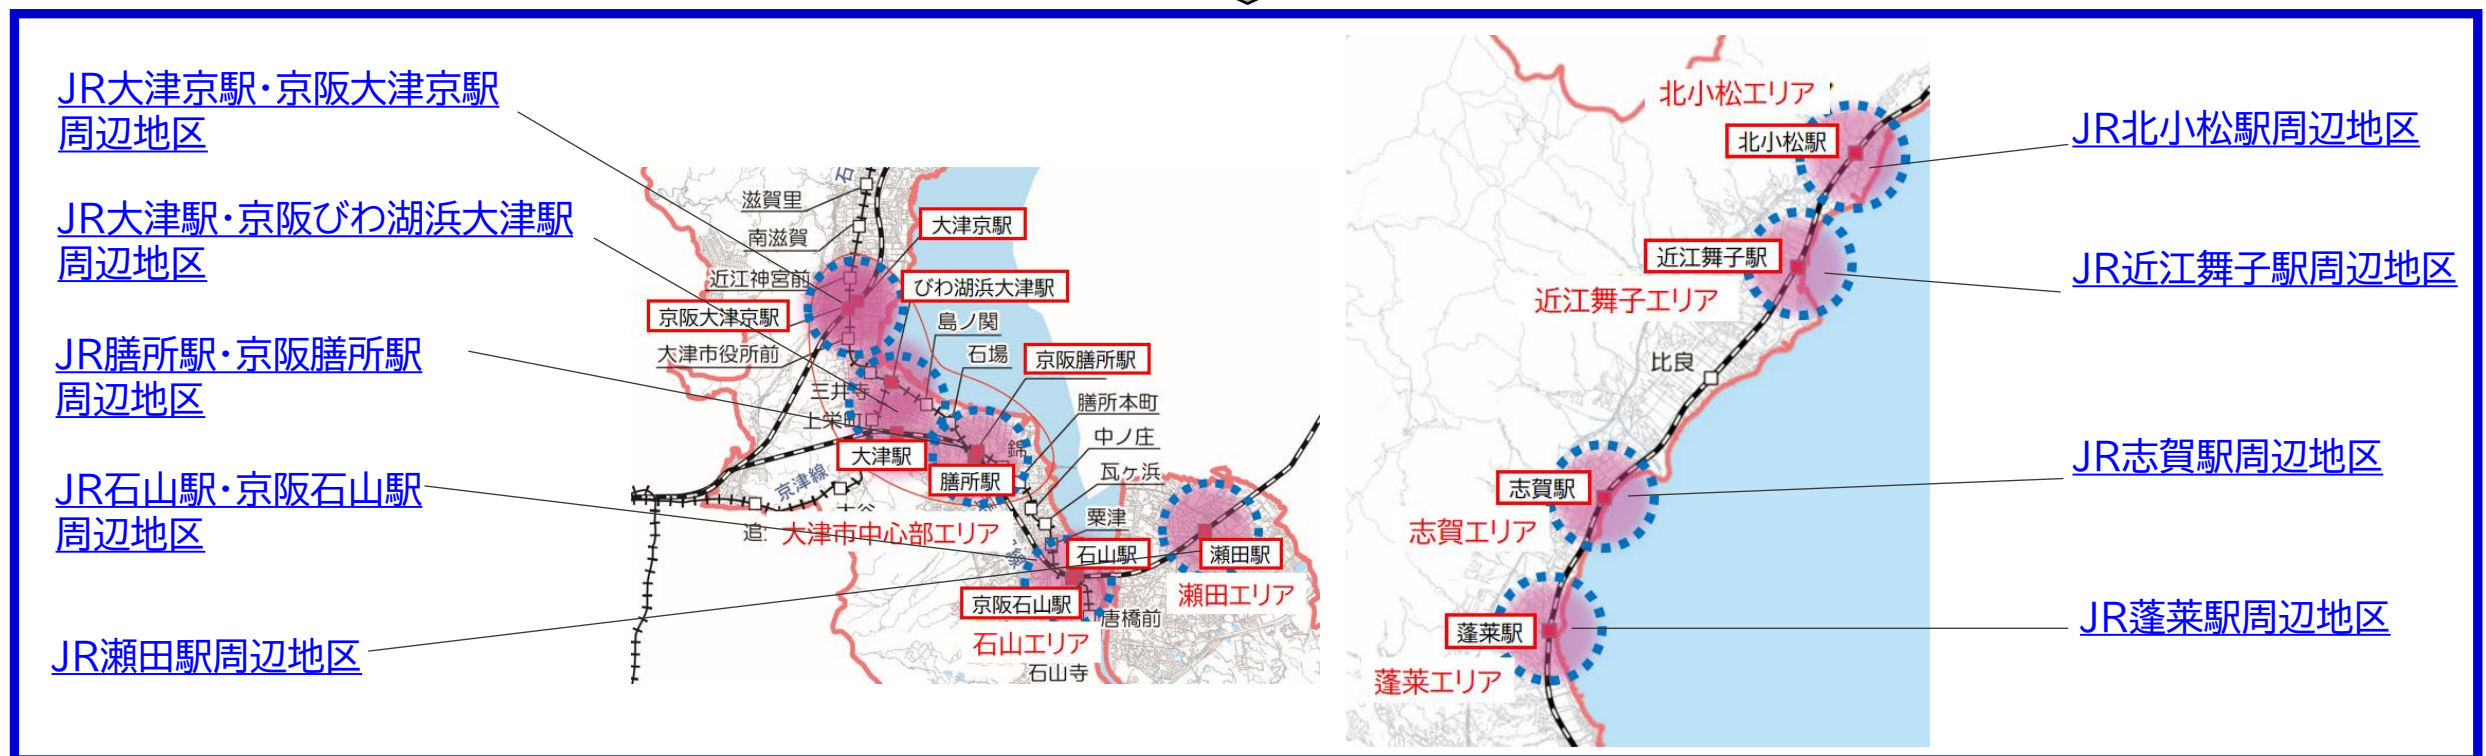 JR大津京駅・京阪大津京駅
周辺地区
JR大津駅・京阪びわ湖浜大津駅
周辺地区
JR膳所駅・京阪膳所駅
周辺地区
JR石山駅・京阪石山駅
周辺地区
JR瀬田駅周辺地区
石
滋賀里
南滋賀
大津京駅
近江神宮前
びわ湖浜大津駅
京阪大津京駅
島ノ関
大津市役所前
石場
京阪膳所駅
三井寺
膳所本町
上栄町
中ノ庄
錦
大津駅
瓦ヶ浜
膳所駅
京津線
粟津
追
大津市中心部エリア
線
石山駅
瀬田駅
瀬田エリア
京阪石山駅
唐橋前
石山エリア
石山寺
北小松エリア
北小松駅
近江舞子駅
近江舞子エリア
比良
志賀駅
志賀エリア
蓬莱駅
蓬莱エリア
JR北小松駅周辺地区
JR近江舞子駅周辺地区
JR志賀駅周辺地区
JR蓬莱駅周辺地区